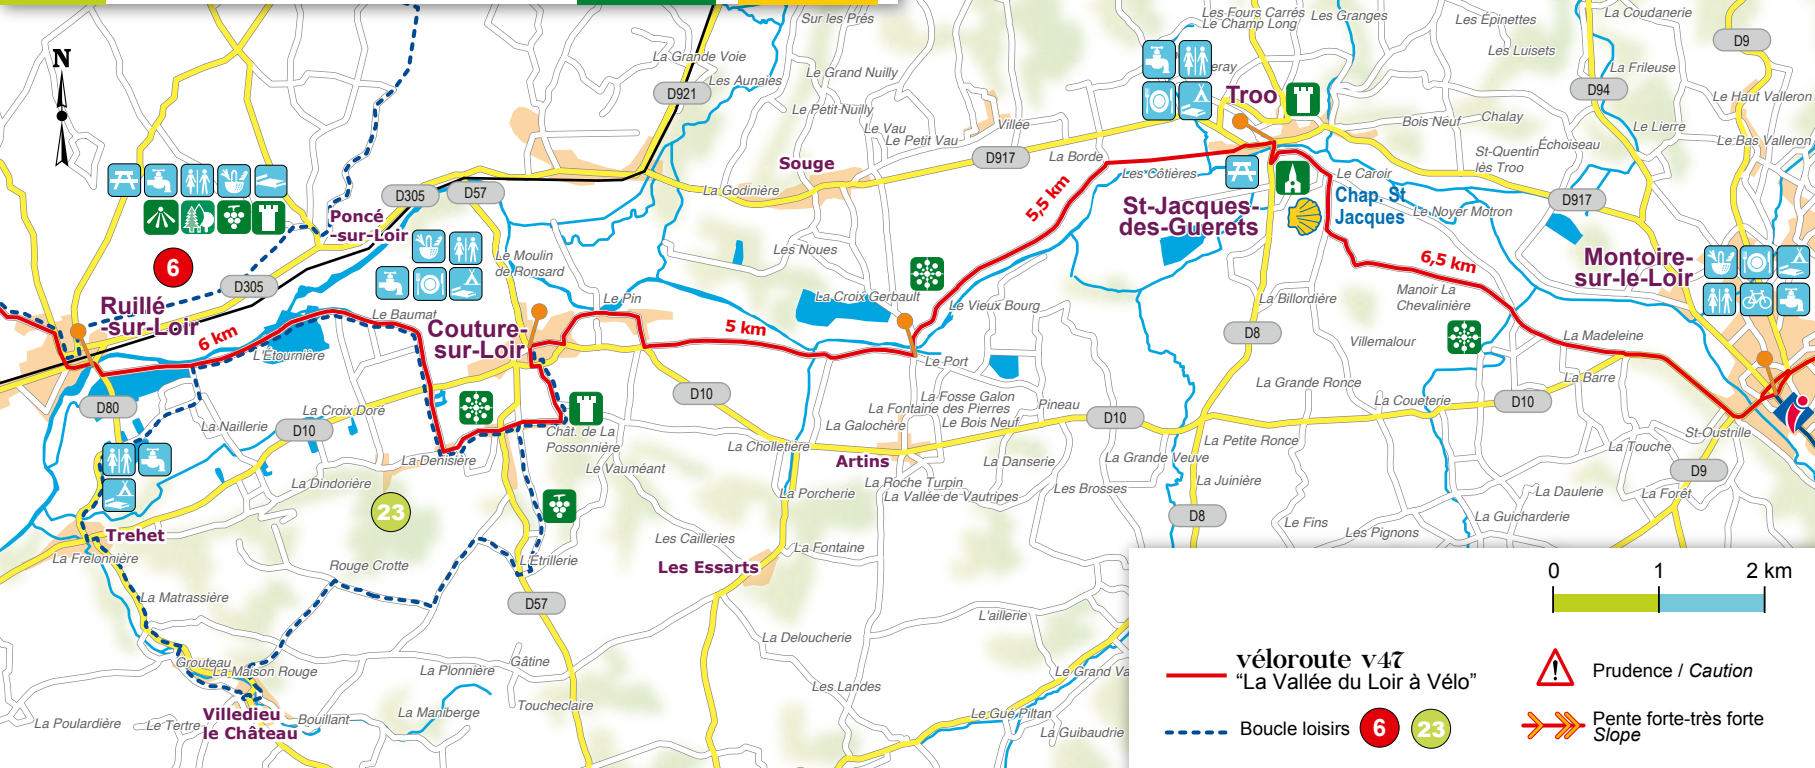 Sur les Prés
Les Fours Carrés
Le Champ Long
Les Granges
Les Épinettes
La Coudanerie
D9
N
La Grande Voie
Les Aunaies
D921
Le Grand Nuilly
Le Petit Nuilly
Les Luisets
La Frileuse
D94
Le Haut Valleron
Troo
Le Vau
Le Petit Vau
Villée
Bois Neuf
Chalay
Le Lierre
Échoiseau
Le Bas Valleron
Souge
D917
La Borde
St-Quentin
lès Troo
D305
D57
La Godinière
Les Côtières
Le Caroir
5,5 km
Chap. St
Jacques
D917
Poncé
-sur-Loir
St-Jacques-
des-Guerets
Le Noyer Motron
6
Le Moulin
de Ronsard
Les Noues
6,5 km
Montoire-
sur-le-Loir
D305
Ruillé
-sur-Loir
Le Pin
La Croix Gerbault
Le Vieux Bourg
La Billordière
Manoir La
Chevalinière
Le Baumat
Couture-
sur-Loir
6 km
5 km
D8
Villemalour
La Madeleine
L'Étournière
Le Port
D80
D10
La Grande Ronce
La Barre
La Croix Doré
La Fosse Galon
La Fontaine des Pierres
Pineau
La Coueterie
D10
La Naillerie
D10
La Galochère
Le Bois Neuf
D10
Chât. de La
Possonnière
La Cholletière
La Petite Ronce
St-Oustrille
La Touche
La Denisière
Artins
La Danserie
La Grande Veuve
D9
Le Vauméant
La Dindorière
La Porcherie
La Roche Turpin
La Vallée de Vautripes
Les Brosses
La Juinière
La Daulerie
La Forêt
23
D8
Le Fins
La Guicharderie
Les Pignons
Trehet
Les Cailleries
La Fontaine
La Frelonnière
Rouge Crotte
L'Etrillerie
Les Essarts
La Matrassière
D57
L'aillerie
La Deloucherie
Grouteau
La Maison Rouge
La Plonnière
Gâtine
Le Grand Va
Les Landes
Villedieu
le Château
Bouillant
La Maniberge
Toucheclaire
Le Gué Piltan
La Poulardière
Le Tertre
La Guibaudrie
0 1 2 km
véloroute v47
“La Vallée du Loir à Vélo”
Prudence / Caution
Boucle loisirs 6 23
Pente forte-très forte
Slope